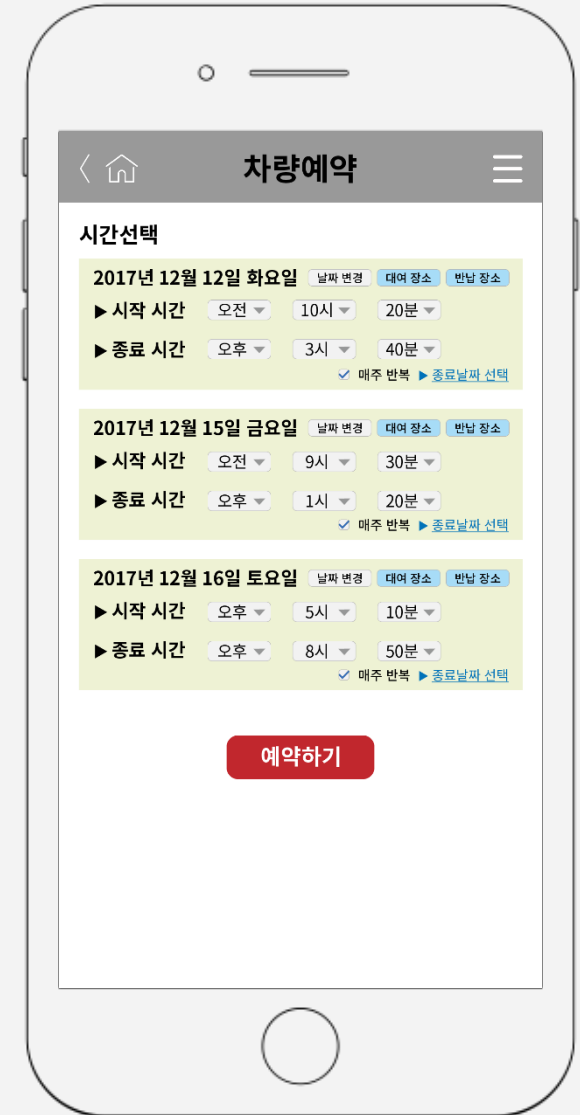 차량예약
시간선택
2017년 12월 12일 화요일 날짜 변경 대여 장소 반납 장소
▶ 시작 시간 오전 10시 20분
▶ 종료 시간 오후 3시 40분
매주 반복 ▶ 종료날짜 선택
2017년 12월 15일 금요일 날짜 변경 대여 장소 반납 장소
▶ 시작 시간 오전 9시 30분
▶ 종료 시간 오후 1시 20분
매주 반복 ▶ 종료날짜 선택
2017년 12월 16일 토요일 날짜 변경 대여 장소 반납 장소
▶ 시작 시간 오후 5시 10분
▶ 종료 시간 오후 8시 50분
매주 반복 ▶ 종료날짜 선택
예약하기